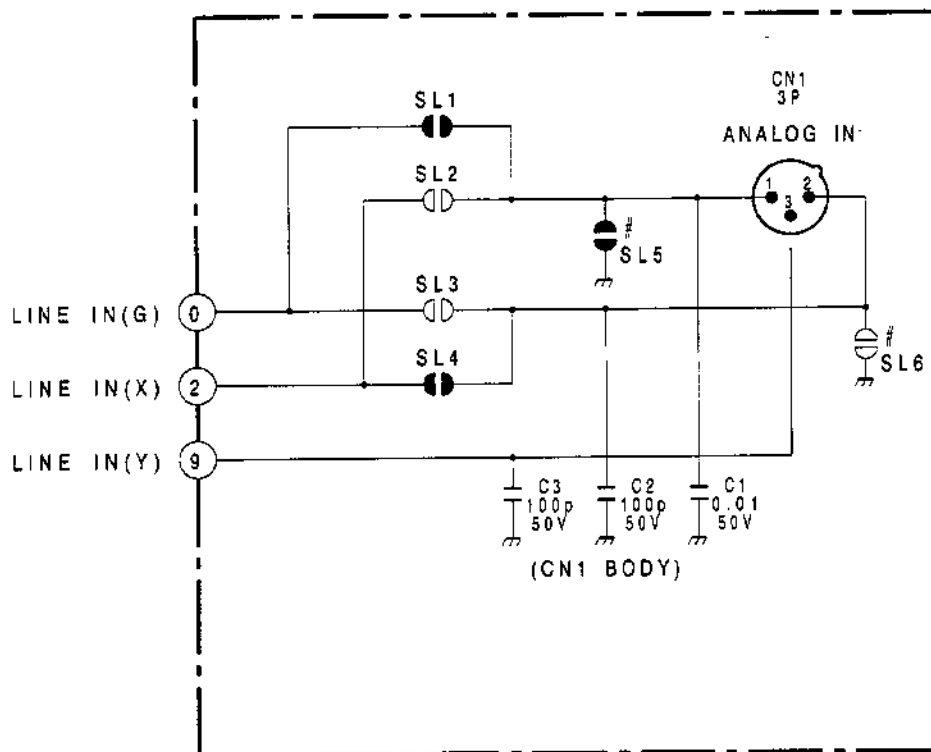 CN1
3P
ANALOG IN
SL1
SL2
1 2
3
#
SL5
SL3
LINE IN(G) 0
#
SL6
SL4
LINE IN(X) 2
LINE IN(Y) 9
C3
100p
50V
C2
100p
50V
C1
0.01
50V
(CN1 BODY)